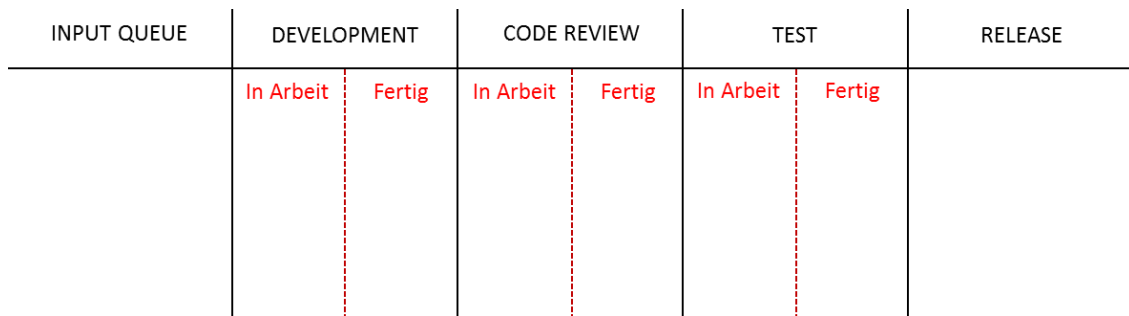 INPUT QUEUE DEVELOPMENT CODE REVIEW TEST RELEASE
In Arbeit Fertig In Arbeit Fertig In Arbeit Fertig